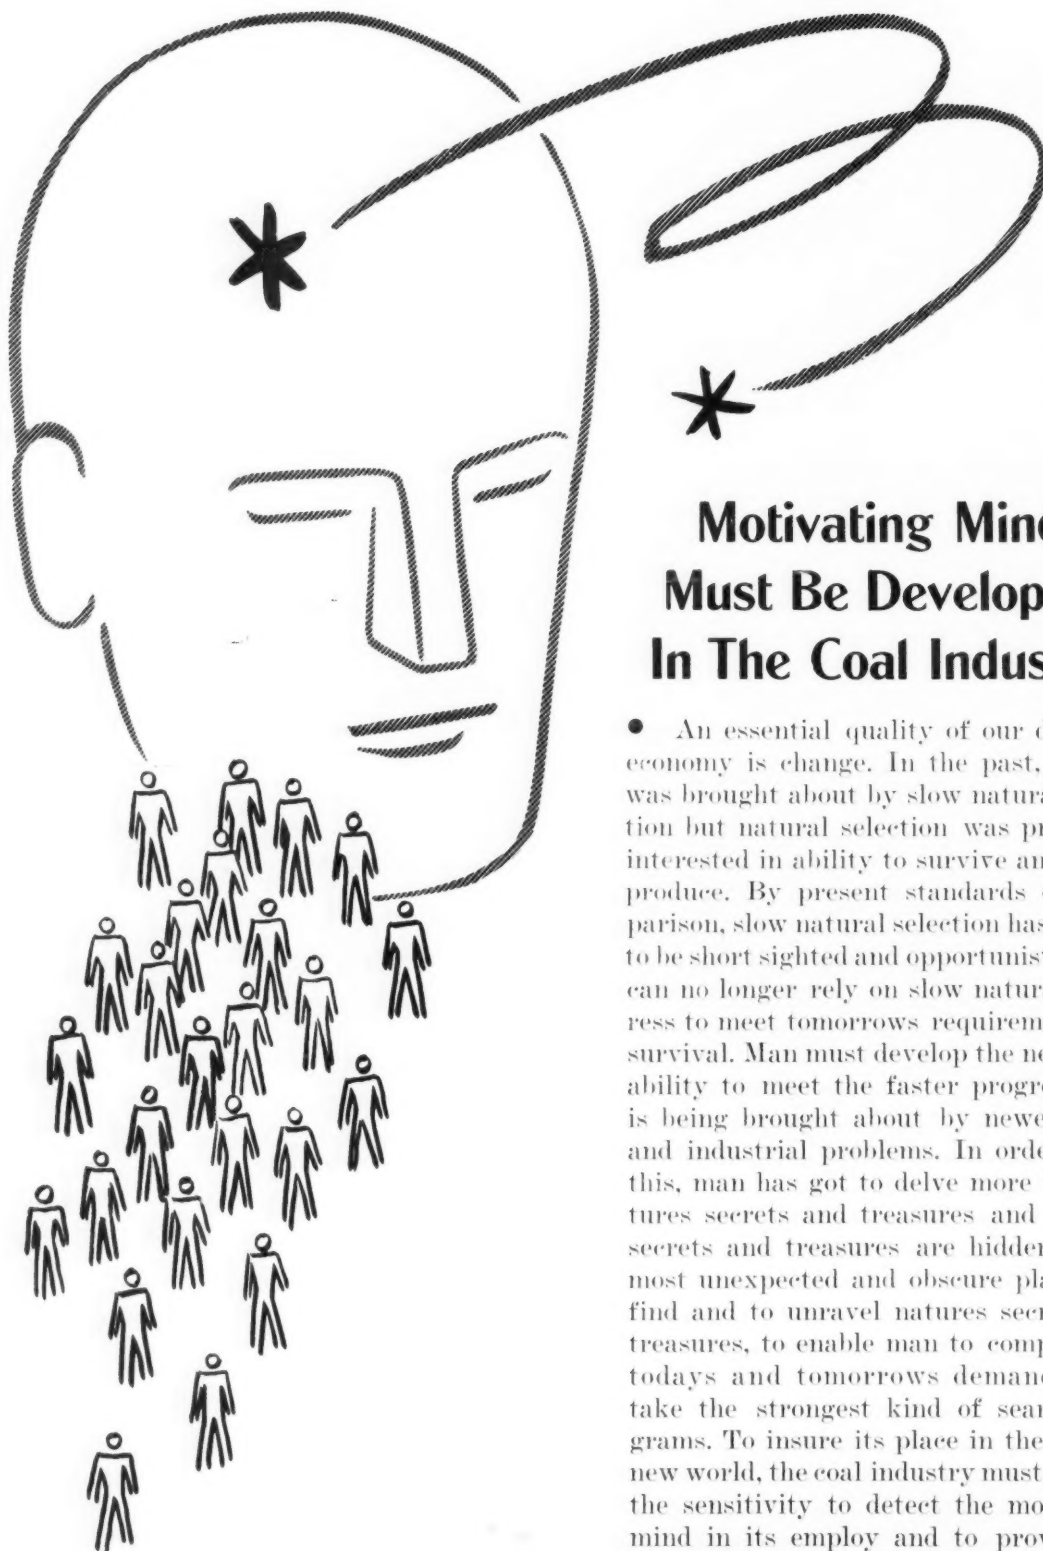 Motivating Min
Must Be Develop
In The Coal Indus
• An essential quality of our
economy is change. In the past,
was brought about by slow natura
tion but natural selection was pr
interested in ability to survive an
produce. By present standards
parison, slow natural selection has
to be short sighted and opportunis
can no longer rely on slow natur
ress to meet tomorrows requirem
survival. Man must develop the ne
ability to meet the faster progre
is being brought about by newe
and industrial problems. In orde
this, man has got to delve more
tures secrets and treasures and
secrets and treasures are hidden
most unexpected and obscure pla
find and to unravel natures secr
treasures, to enable man to comp
todays and tomorrows deman
take the strongest kind of sear
grams. To insure its place in the
new world, the coal industry must
the sensitivity to detect the mo
mind in its employ and to prov